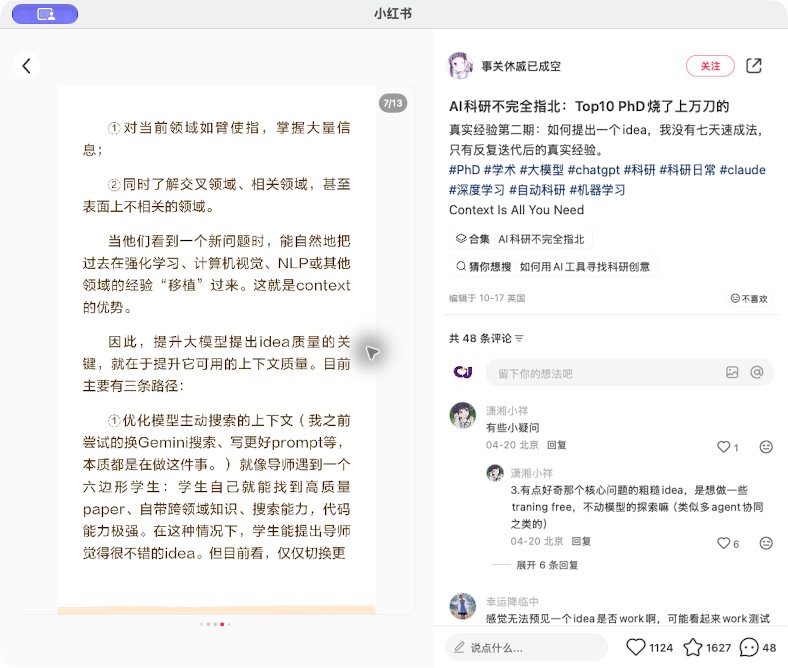 小红书
7/13
①对当前领域如臂使指，掌握大量信
息；
②同时了解交叉领域、相关领域，甚至
表面上不相关的领域。
当他们看到一个新问题时，能自然地把
过去在强化学习、计算机视觉、NLP或其他
领域的经验“移植”过来。这就是context
的优势。
因此，提升大模型提出idea质量的关
键，就在于提升它可用的上下文质量。目前
主要有三条路径：
①优化模型主动搜索的上下文（我之前
尝试的换Gemini搜索、写更好prompt等，
本质都是在做这件事。）就像导师遇到一个
六边形学生：学生自己就能找到高质量
paper、自带跨领域知识、搜索能力，代码
能力极强。在这种情况下，学生能提出导师
觉得很不错的idea。但目前看，仅仅切换更
事关休戚已成空
关注
AI科研不完全指北：Top10 PhD烧了上万刀的
真实经验第二期：如何提出一个idea，我没有七天速成法，
只有反复迭代后的真实经验。
#PhD #学术 #大模型 #chatgpt #科研 #科研日常 #claude
#深度学习 #自动科研 #机器学习
Context Is All You Need
合集 AI科研不完全指北
猜你想搜 如何用AI工具寻找科研创意
编辑于 10-17 英国
不喜欢
共 48 条评论
CJ
留下你的想法吧
潇湘小祥
有些小疑问
04-20 北京 回复
1
潇湘小祥
3.有点好奇那个核心问题的粗糙idea，是想做一些
traning free，不动模型的探索嘛（类似多agent协同
之类的）
04-20 北京 回复
6
展开 6 条回复
幸运降临中
感觉无法预见一个idea是否work啊，可能看起来work测试
说点什么...
1124
1627
48